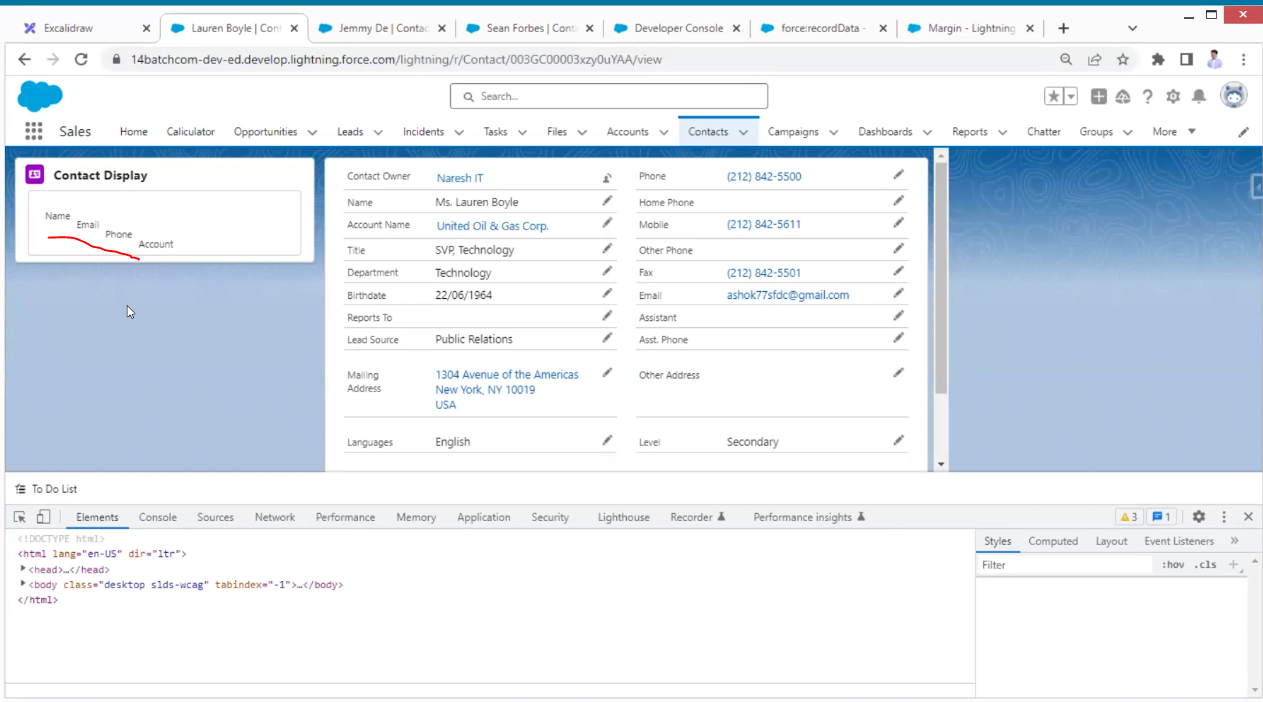 Excalidraw
Lauren Boyle | Cont
Jemmy De | Contac
Sean Forbes | Conta
Developer Console
force:recordData -
Margin - Lightning
14batchcom-dev-ed.develop.lightning.force.com/lightning/r/Contact/003GC00003xzy0uYAA/view
Search...
Sales Home Calculator Opportunities Leads Incidents Tasks Files Accounts Contacts Campaigns Dashboards Reports Chatter Groups More
Contact Display
Name
Email
Phone
Account
Contact Owner Naresh IT Phone (212) 842-5500
Name Ms. Lauren Boyle Home Phone
Account Name United Oil & Gas Corp. Mobile (212) 842-5611
Title SVP, Technology Other Phone
Department Technology Fax (212) 842-5501
Birthdate 22/06/1964 Email ashok77sfdc@gmail.com
Reports To Assistant
Lead Source Public Relations Asst. Phone
Mailing Address 1304 Avenue of the Americas Other Address
New York, NY 10019
USA
Languages English Level Secondary
To Do List
Elements Console Sources Network Performance Memory Application Security Lighthouse Recorder Performance insights 3 1
<!DOCTYPE html>
<html lang="en-US" dir="ltr">
<head>…</head>
<body class="desktop slds-wcag" tabindex="-1">…</body>
</html>
Styles Computed Layout Event Listeners »
Filter :hov .cls +